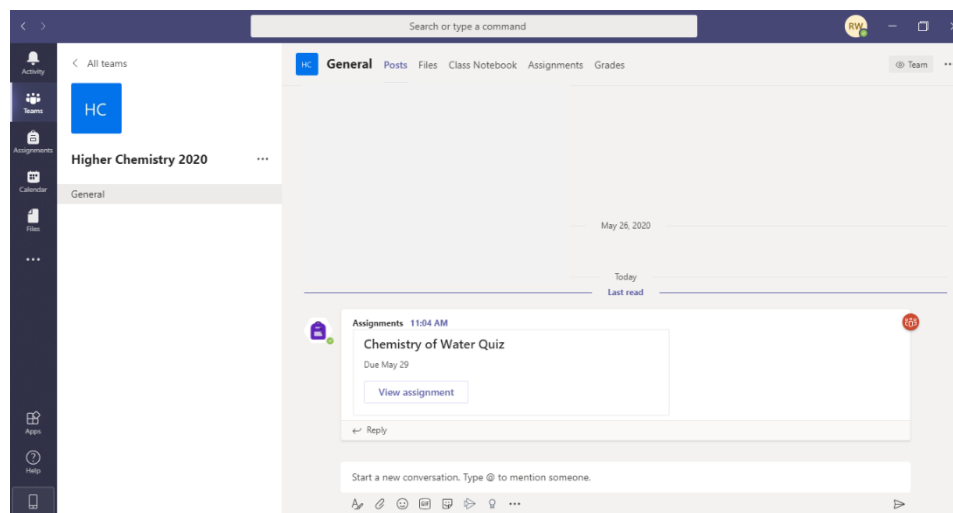 Search or type a command
RW
Activity
Teams
Assignments
Calendar
Files
Apps
Help
All teams
HC
Higher Chemistry 2020
General
HC General Posts Files Class Notebook Assignments Grades
Team
May 26, 2020
Today
Last read
Assignments 11:04 AM
Chemistry of Water Quiz
Due May 29
View assignment
Reply
Start a new conversation. Type @ to mention someone.
GIF